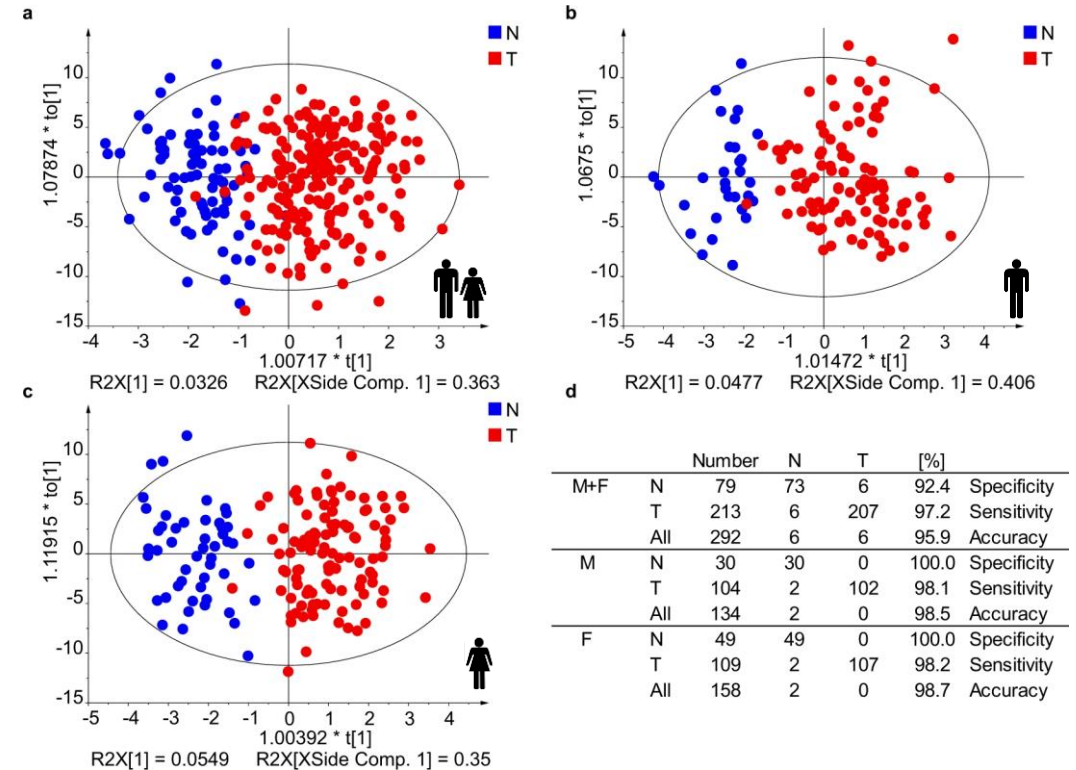 a
N
T
1.07874 * to[1]
10
5
0
-5
-10
-15
-4 -3 -2 -1 0 1 2 3
1.00717 * t[1]
R2X[1] = 0.0326 R2X[XSide Comp. 1] = 0.363
b
N
T
1.0675 * to[1]
10
5
0
-5
-10
-15
-5 -4 -3 -2 -1 0 1 2 3 4 5
1.01472 * t[1]
R2X[1] = 0.0477 R2X[XSide Comp. 1] = 0.406
c
N
T
1.11915 * to[1]
10
5
0
-5
-10
-15
-5 -4 -3 -2 -1 0 1 2 3 4
1.00392 * t[1]
R2X[1] = 0.0549 R2X[XSide Comp. 1] = 0.35
d
Number N T [%]
M+F N 79 73 6 92.4 Specificity
T 213 6 207 97.2 Sensitivity
All 292 6 6 95.9 Accuracy
M N 30 30 0 100.0 Specificity
T 104 2 102 98.1 Sensitivity
All 134 2 0 98.5 Accuracy
F N 49 49 0 100.0 Specificity
T 109 2 107 98.2 Sensitivity
All 158 2 0 98.7 Accuracy